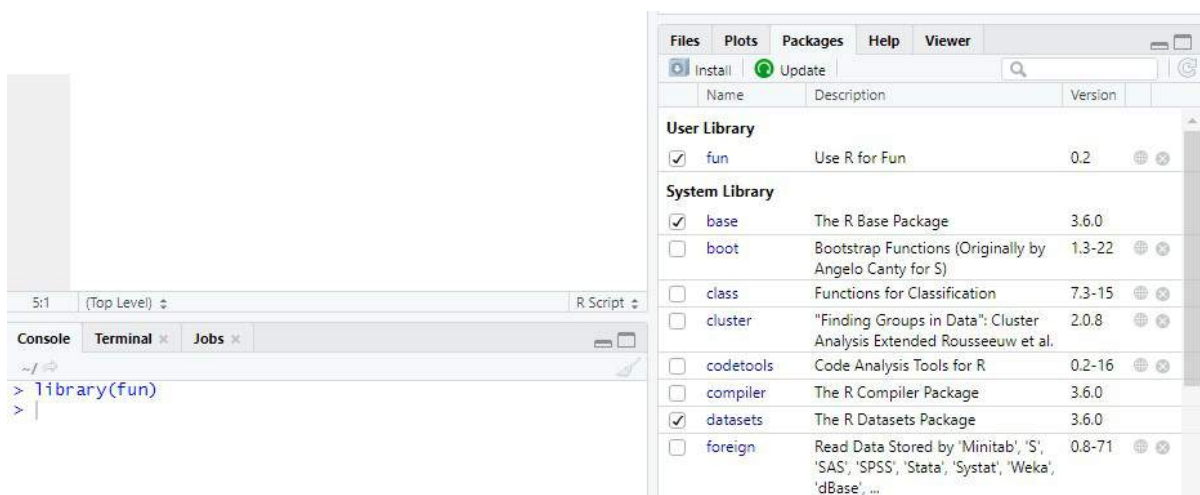 5:1 (Top Level) R Script
Console Terminal Jobs
~/
> library(fun)
>
Files Plots Packages Help Viewer
Install Update
Name Description Version
User Library
fun Use R for Fun 0.2
System Library
base The R Base Package 3.6.0
boot Bootstrap Functions (Originally by 1.3-22
Angelo Canty for S)
class Functions for Classification 7.3-15
cluster "Finding Groups in Data": Cluster 2.0.8
Analysis Extended Rousseeuw et al.
codetools Code Analysis Tools for R 0.2-16
compiler The R Compiler Package 3.6.0
datasets The R Datasets Package 3.6.0
foreign Read Data Stored by 'Minitab', 'S', 0.8-71
'SAS', 'SPSS', 'Stata', 'Systat', 'Weka',
'dBase', ...